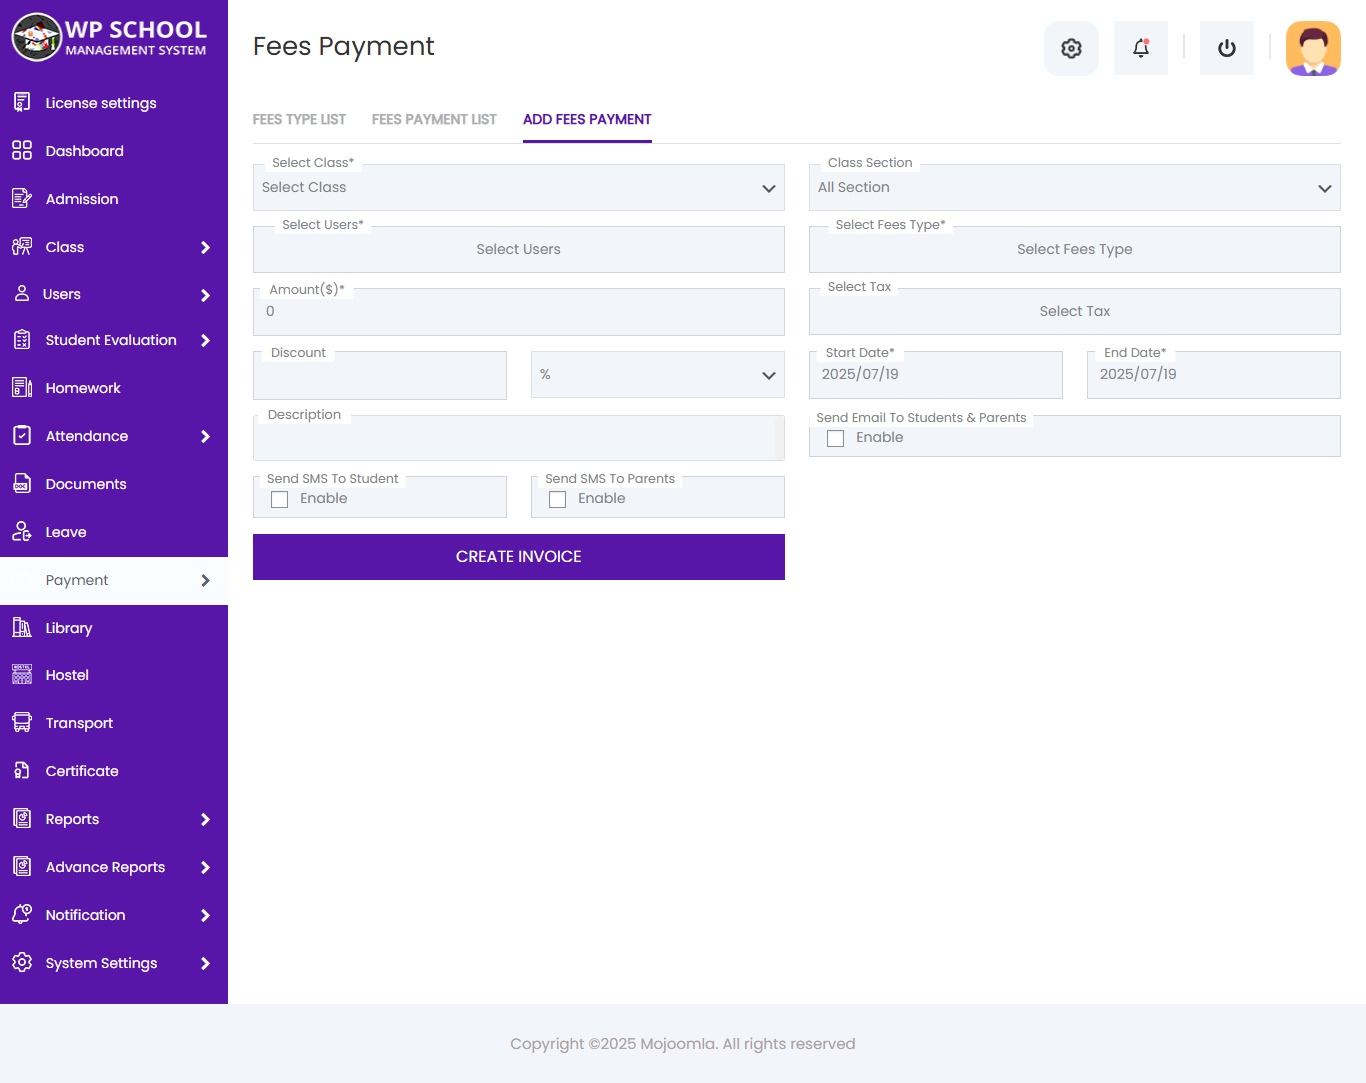 WP SCHOOL
MANAGEMENT SYSTEM
License settings
Dashboard
Admission
Class
Users
Student Evaluation
Homework
Attendance
Documents
Leave
Payment
Library
Hostel
Transport
Certificate
Reports
Advance Reports
Notification
System Settings
Fees Payment
FEES TYPE LIST
FEES PAYMENT LIST
ADD FEES PAYMENT
Select Class*
Select Class
Class Section
All Section
Select Users*
Select Users
Select Fees Type*
Select Fees Type
Amount($)*
0
Select Tax
Select Tax
Discount
%
Start Date*
2025/07/19
End Date*
2025/07/19
Description
Send Email To Students & Parents
Enable
Send SMS To Student
Enable
Send SMS To Parents
Enable
CREATE INVOICE
Copyright ©2025 Mojoomla. All rights reserved